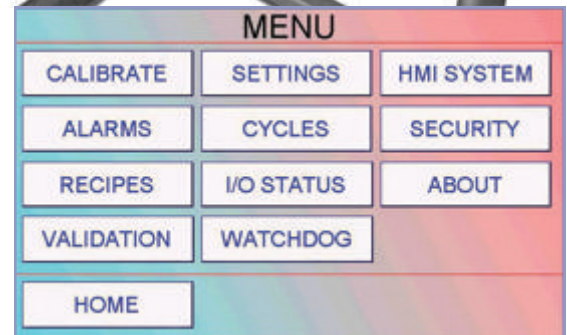 MENU
CALIBRATE SETTINGS HMI SYSTEM
ALARMS CYCLES SECURITY
RECIPES I/O STATUS ABOUT
VALIDATION WATCHDOG
HOME